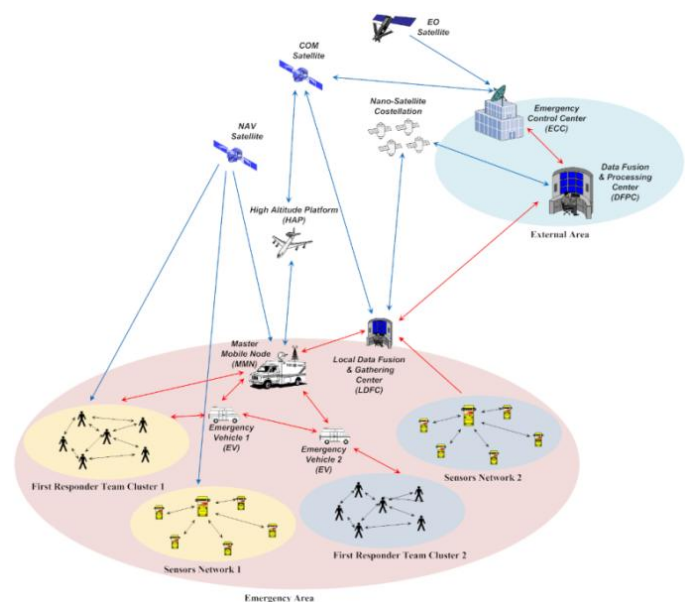 EO
Satellite
COM
Satellite
Nano-Satellite
Costellation
Emergency
Control Center
(ECC)
NAV
Satellite
Data Fusion
& Processing
Center
(DFPC)
High Altitude Platform
(HAP)
External Area
Master
Mobile Node
(MMN)
Local Data Fusion
& Gathering
Center
(LDFC)
Emergency
Vehicle 1
(EV)
Emergency
Vehicle 2
(EV)
Sensors Network 2
First Responder Team Cluster 1
First Responder Team Cluster 2
Sensors Network 1
Emergency Area